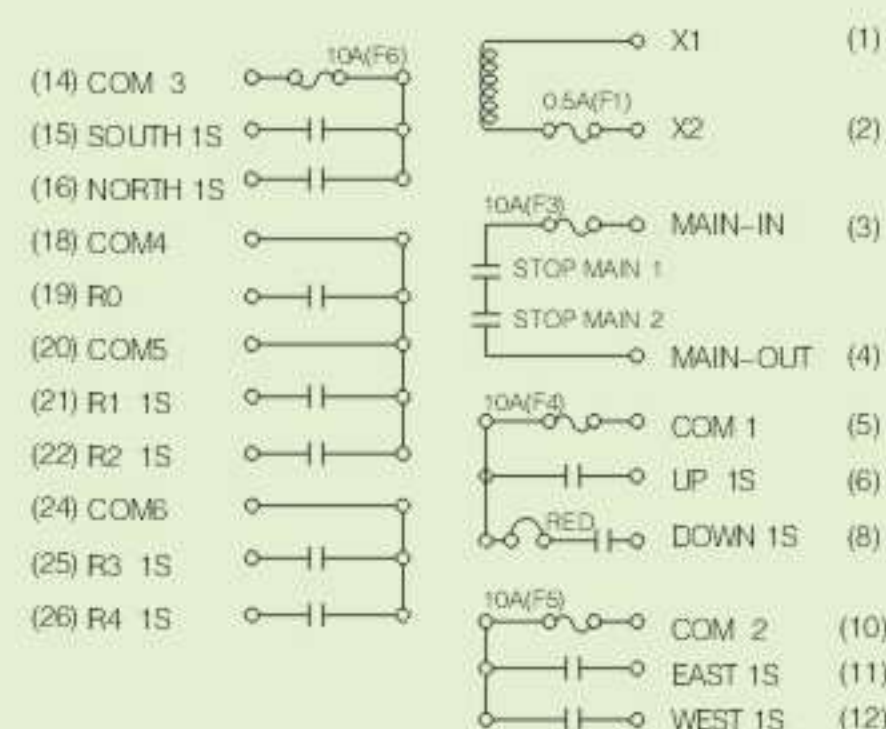 10A(F6)
(14) COM 3
(15) SOUTH 1S
(16) NORTH 1S
(18) COM4
(19) R0
(20) COM5
(21) R1 1S
(22) R2 1S
(24) COM6
(25) R3 1S
(26) R4 1S
X1 (1)
0.5A(F1)
X2 (2)
10A(F3)
MAIN-IN (3)
STOP MAIN 1
STOP MAIN 2
MAIN-OUT (4)
10A(F4)
COM 1 (5)
UP 1S (6)
RED
DOWN 1S (8)
10A(F5)
COM 2 (10)
EAST 1S (11)
WEST 1S (12)